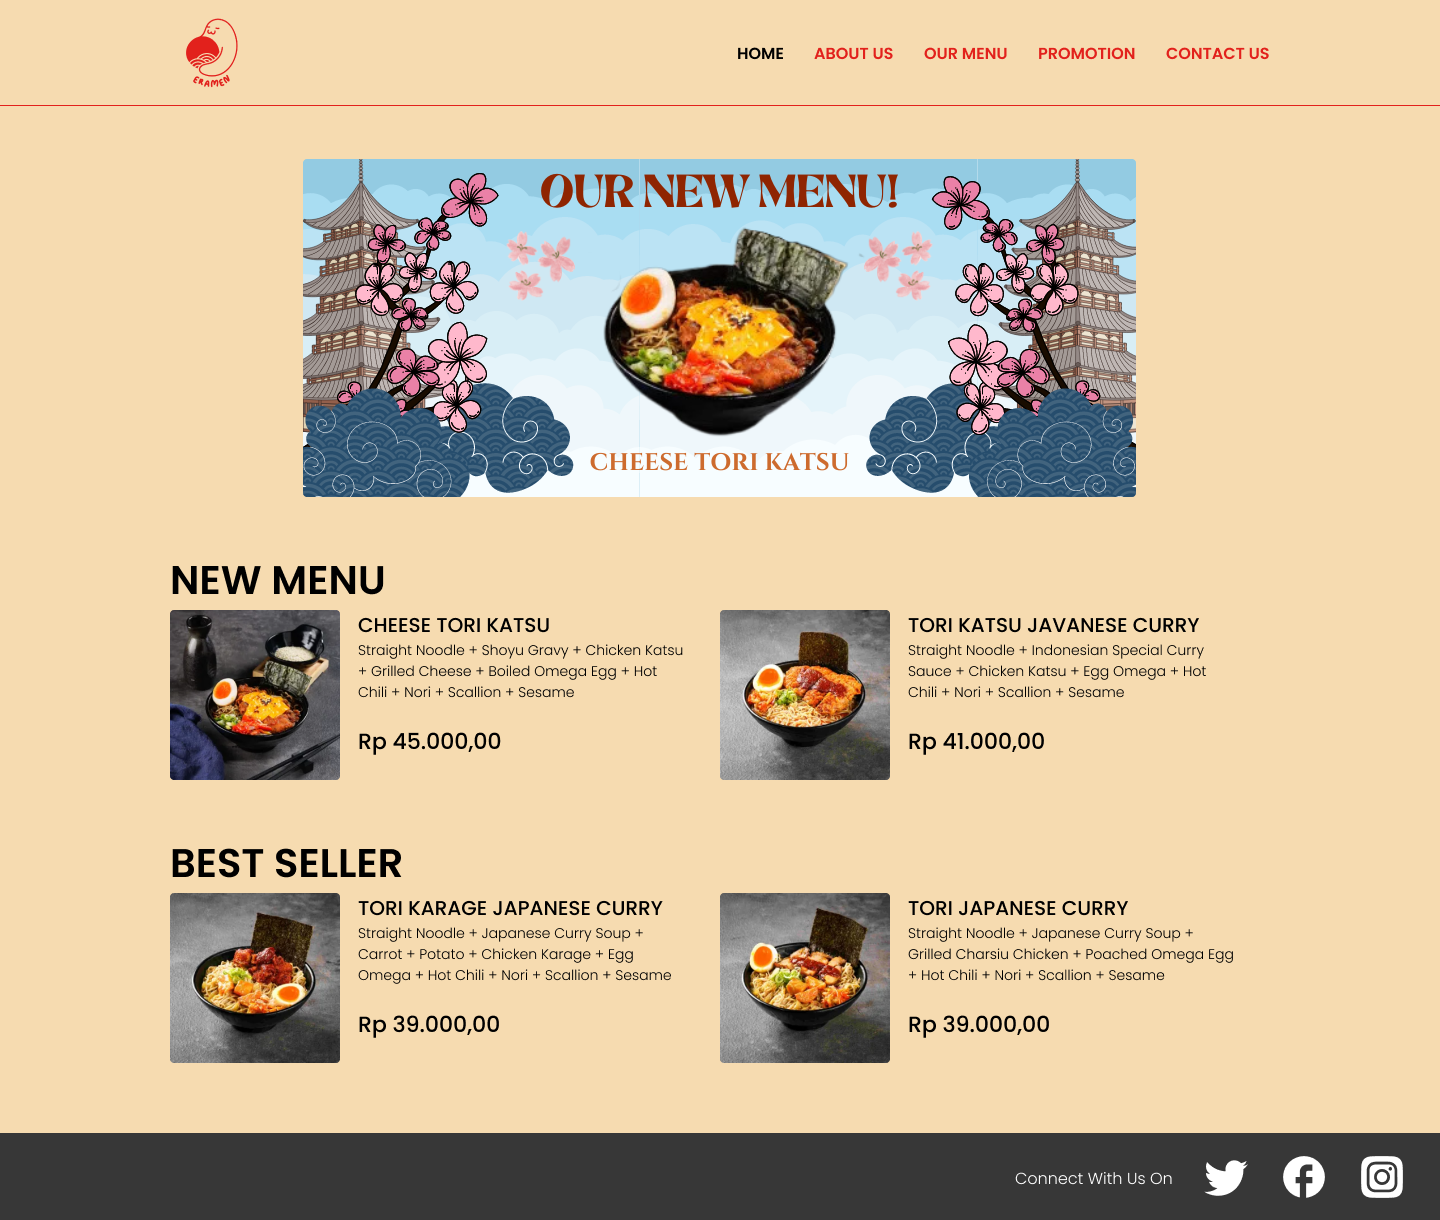 ERAMEN
HOME ABOUT US OUR MENU PROMOTION CONTACT US
OUR NEW MENU!
CHEESE TORI KATSU
NEW MENU
CHEESE TORI KATSU
Straight Noodle + Shoyu Gravy + Chicken Katsu
+ Grilled Cheese + Boiled Omega Egg + Hot
Chili + Nori + Scallion + Sesame
Rp 45.000,00
TORI KATSU JAVANESE CURRY
Straight Noodle + Indonesian Special Curry
Sauce + Chicken Katsu + Egg Omega + Hot
Chili + Nori + Scallion + Sesame
Rp 41.000,00
BEST SELLER
TORI KARAGE JAPANESE CURRY
Straight Noodle + Japanese Curry Soup +
Carrot + Potato + Chicken Karage + Egg
Omega + Hot Chili + Nori + Scallion + Sesame
Rp 39.000,00
TORI JAPANESE CURRY
Straight Noodle + Japanese Curry Soup +
Grilled Charsiu Chicken + Poached Omega Egg
+ Hot Chili + Nori + Scallion + Sesame
Rp 39.000,00
Connect With Us On